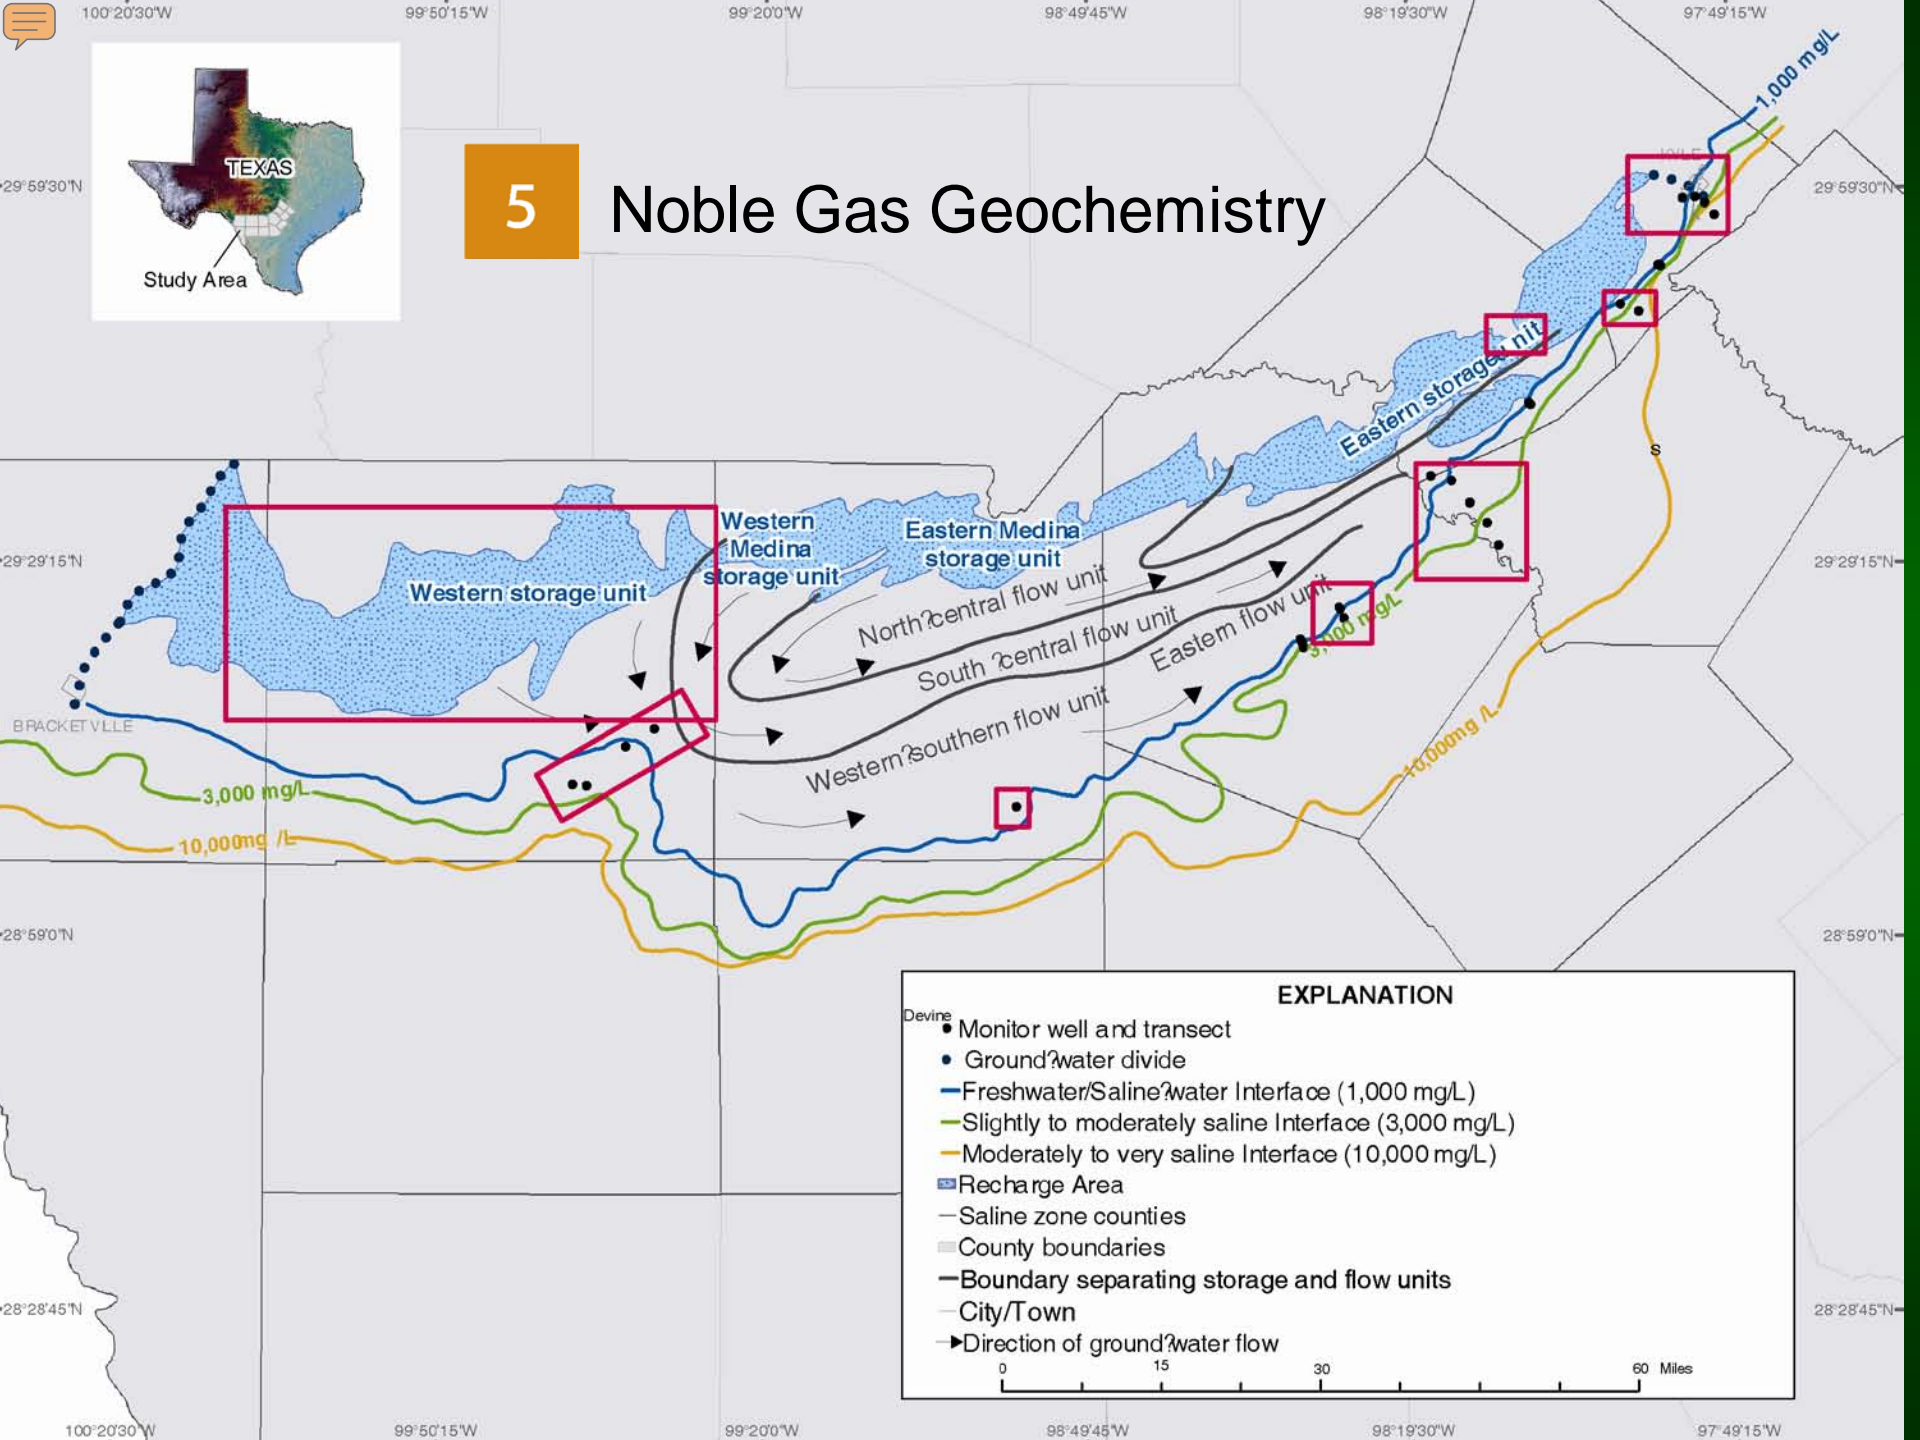 100°20'30"W
99°50'15"W
99°20'0"W
98°49'45"W
98°19'30"W
97°49'15"W
1,000 mg/L
TEXAS
Study Area
5
Noble Gas Geochemistry
KYLE
29°59'30"N
29°59'30"N
Eastern storage unit
S
Western
Medina
storage unit
Eastern Medina
storage unit
29°29'15"N
29°29'15"N
Western storage unit
North?central flow unit
South ?central flow unit
Eastern flow unit
3,000 mg/L
Western?southern flow unit
BRACKETVLLE
10,000mg /L
3,000 mg/L
10,000mg /L
28°59'0"N
28°59'0"N
EXPLANATION
Devine
Monitor well and transect
Ground?water divide
Freshwater/Saline?water Interface (1,000 mg/L)
Slightly to moderately saline Interface (3,000 mg/L)
Moderately to very saline Interface (10,000 mg/L)
Recharge Area
Saline zone counties
County boundaries
Boundary separating storage and flow units
City/Town
Direction of ground?water flow
0 15 30 60 Miles
28°28'45"N
28°28'45"N
100°20'30"W
99°50'15"W
99°20'0"W
98°49'45"W
98°19'30"W
97°49'15"W